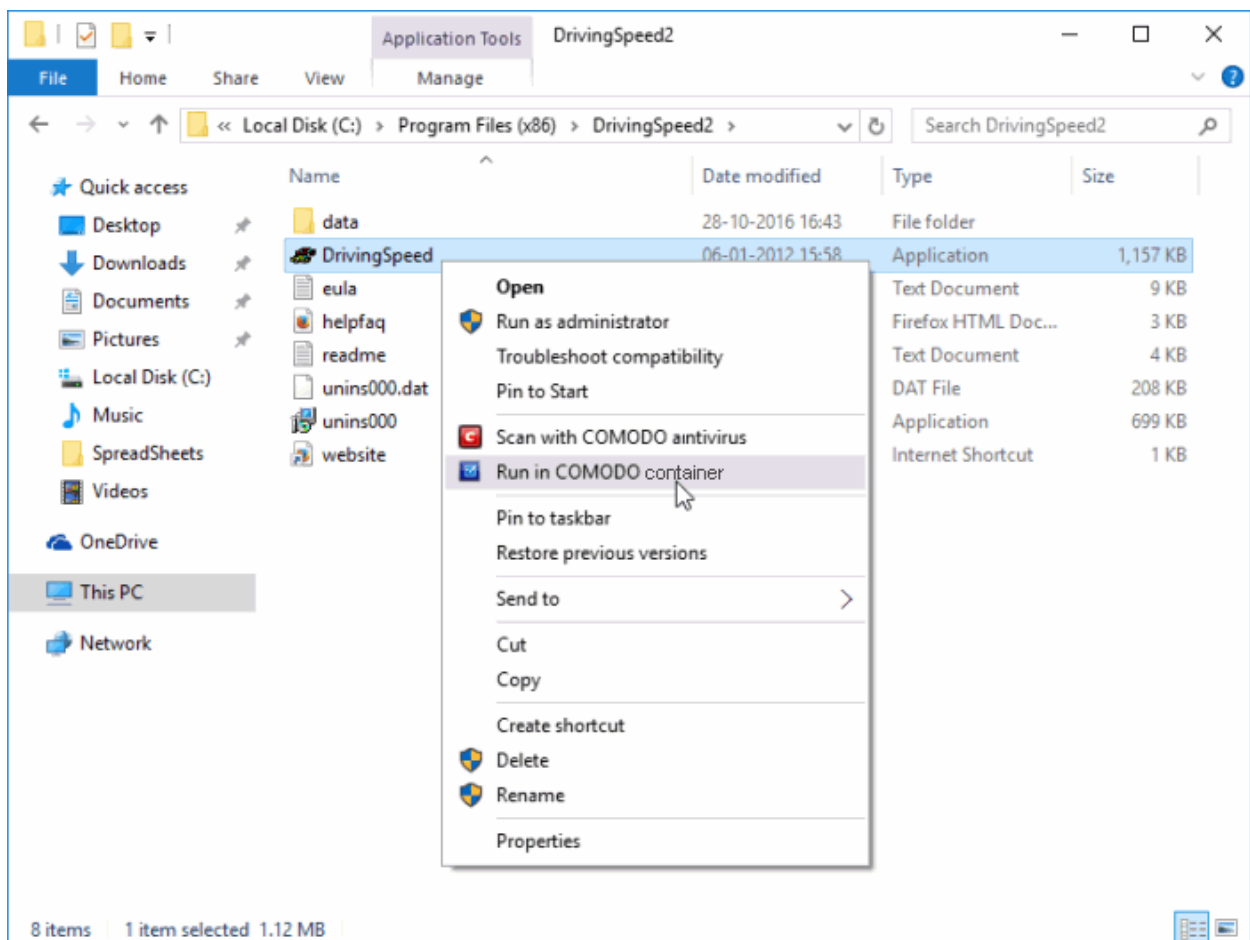 Application Tools DrivingSpeed2
File Home Share View Manage
« Local Disk (C:) > Program Files (x86) > DrivingSpeed2 > Search DrivingSpeed2
Name Date modified Type Size
Quick access
Desktop
Downloads
Documents
Pictures
Local Disk (C:)
Music
SpreadSheets
Videos
OneDrive
This PC
Network
data 28-10-2016 16:43 File folder
DrivingSpeed 06-01-2012 15:58 Application 1,157 KB
eula Text Document 9 KB
helpfaq Firefox HTML Doc... 3 KB
readme Text Document 4 KB
unins000.dat DAT File 208 KB
unins000 Application 699 KB
website Internet Shortcut 1 KB
Open
Run as administrator
Troubleshoot compatibility
Pin to Start
Scan with COMODO aintivirus
Run in COMODO container
Pin to taskbar
Restore previous versions
Send to
Cut
Copy
Create shortcut
Delete
Rename
Properties
8 items 1 item selected 1.12 MB